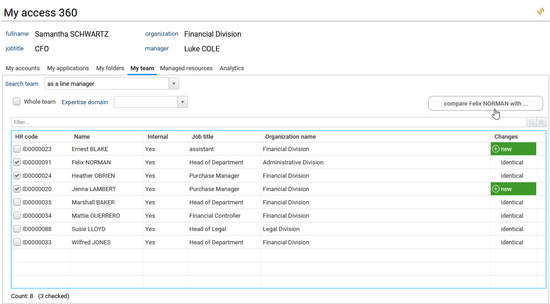 My access 360
fullname Samantha SCHWARTZ organization Financial Division
jobtitle CFO manager Luke COLE
My accounts My applications My folders My team Managed resources Analytics
Search team as a line manager
Whole team Expertise domain compare Felix NORMAN with ...
Filter...
HR code Name Internal Job title Organization name Changes
ID0000023 Ernest BLAKE Yes assistant Financial Division new
ID0000091 Felix NORMAN Yes Head of Department Administrative Division identical
ID0000024 Heather OBRIEN Yes Purchase Manager Financial Division identical
ID0000020 Jenna LAMBERT Yes Purchase Manager Financial Division new
ID0000035 Marshall BAKER Yes Head of Department Financial Division identical
ID0000034 Mattie GUERRERO Yes Financial Controller Financial Division identical
ID0000088 Susie LLOYD Yes Head of Legal Legal Division identical
ID0000033 Wilfred JONES Yes Head of Department Financial Division identical
Count: 8 (3 checked)